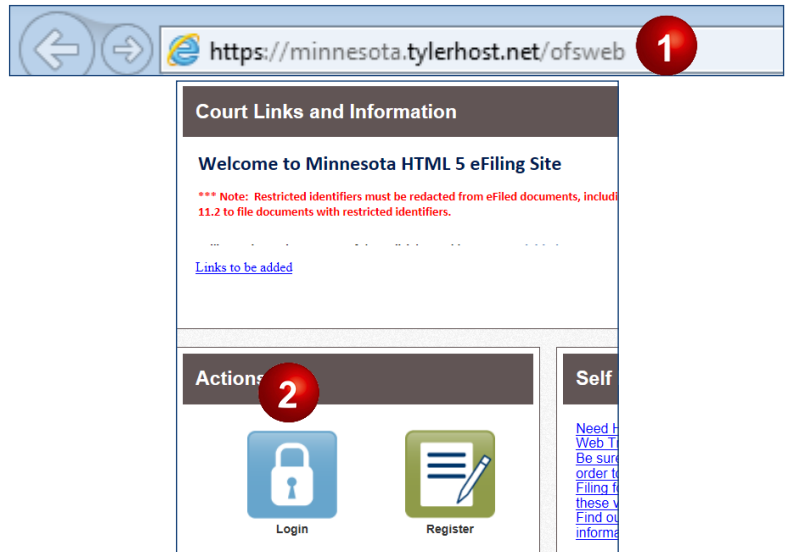 https://minnesota.tylerhost.net/ofsweb
1
Court Links and Information
Welcome to Minnesota HTML 5 eFiling Site
*** Note: Restricted identifiers must be redacted from eFiled documents, includi
11.2 to file documents with restricted identifiers.
Links to be added
Actions
2
Login
Register
Self
Need H
Web T
Be sure
order to
Filing fo
these v
Find ou
informa